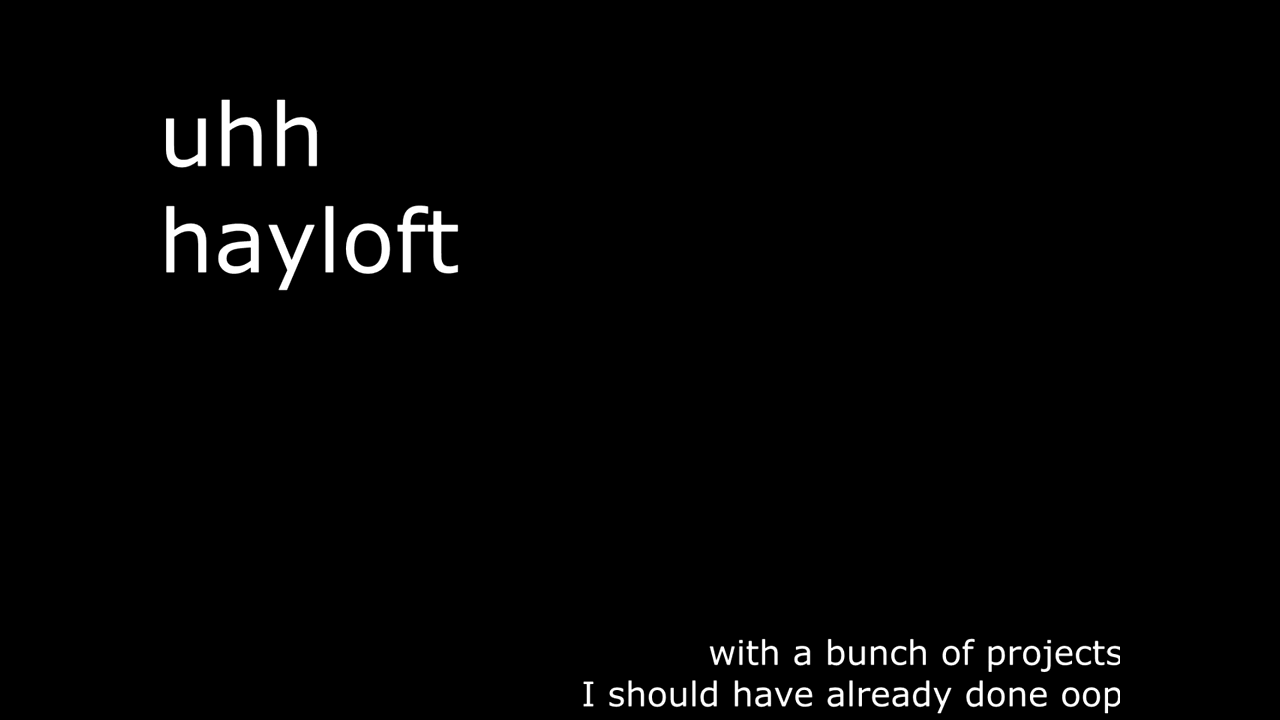 uhh
hayloft
with a bunch of projects
I should have already done oop